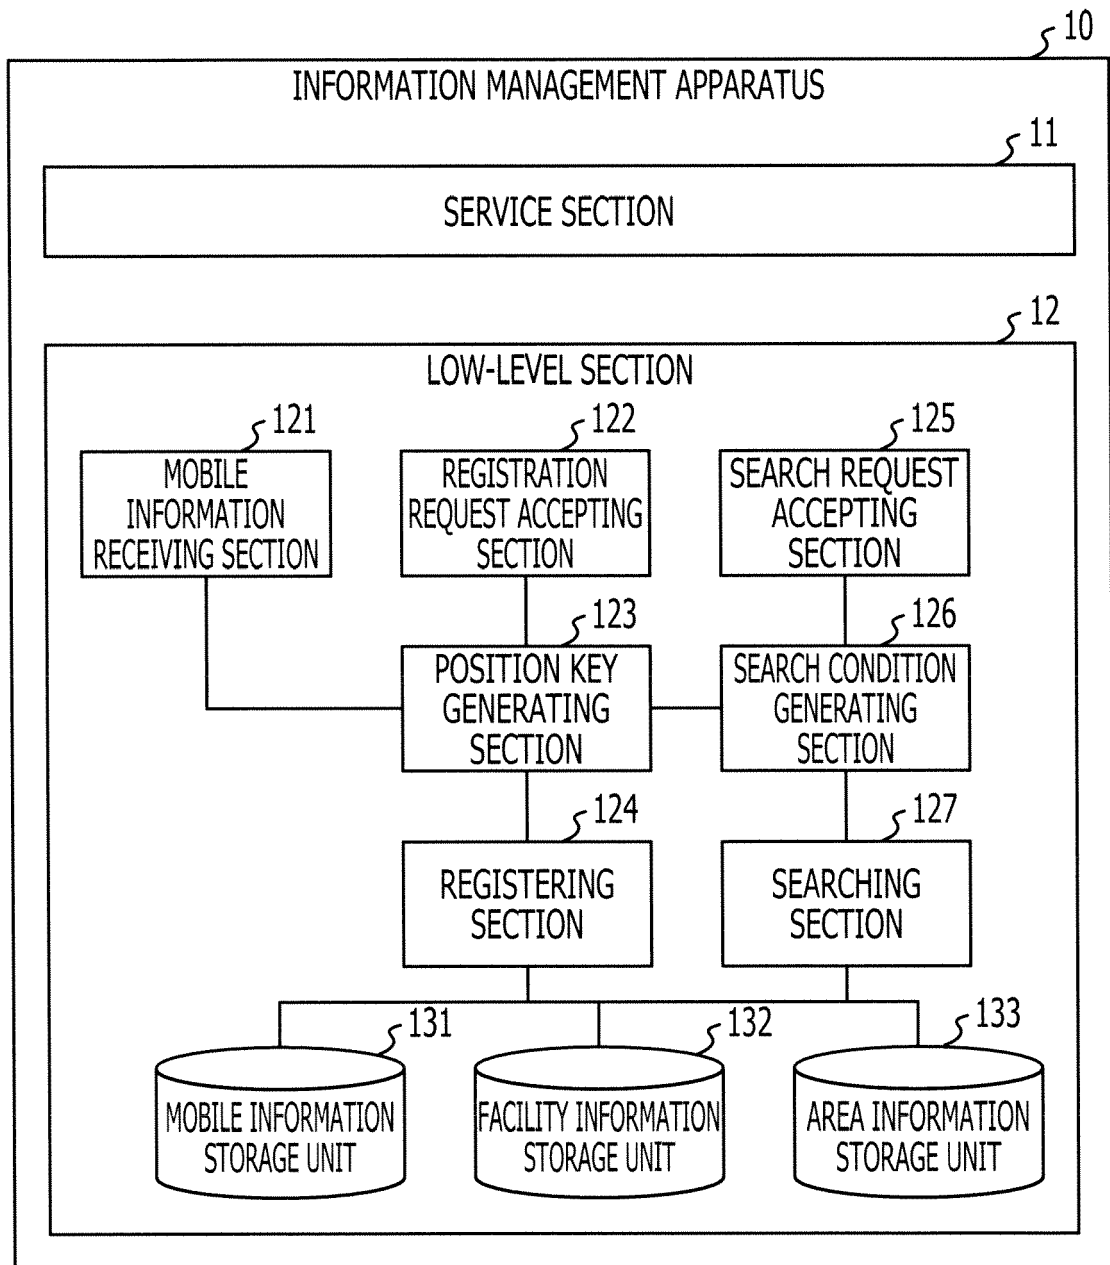 10
INFORMATION MANAGEMENT APPARATUS
11
SERVICE SECTION
12
LOW-LEVEL SECTION
121
MOBILE
INFORMATION
RECEIVING SECTION
122
REGISTRATION
REQUEST ACCEPTING
SECTION
125
SEARCH REQUEST
ACCEPTING
SECTION
123
POSITION KEY
GENERATING
SECTION
126
SEARCH CONDITION
GENERATING
SECTION
124
REGISTERING
SECTION
127
SEARCHING
SECTION
131
MOBILE INFORMATION
STORAGE UNIT
132
FACILITY INFORMATION
STORAGE UNIT
133
AREA INFORMATION
STORAGE UNIT